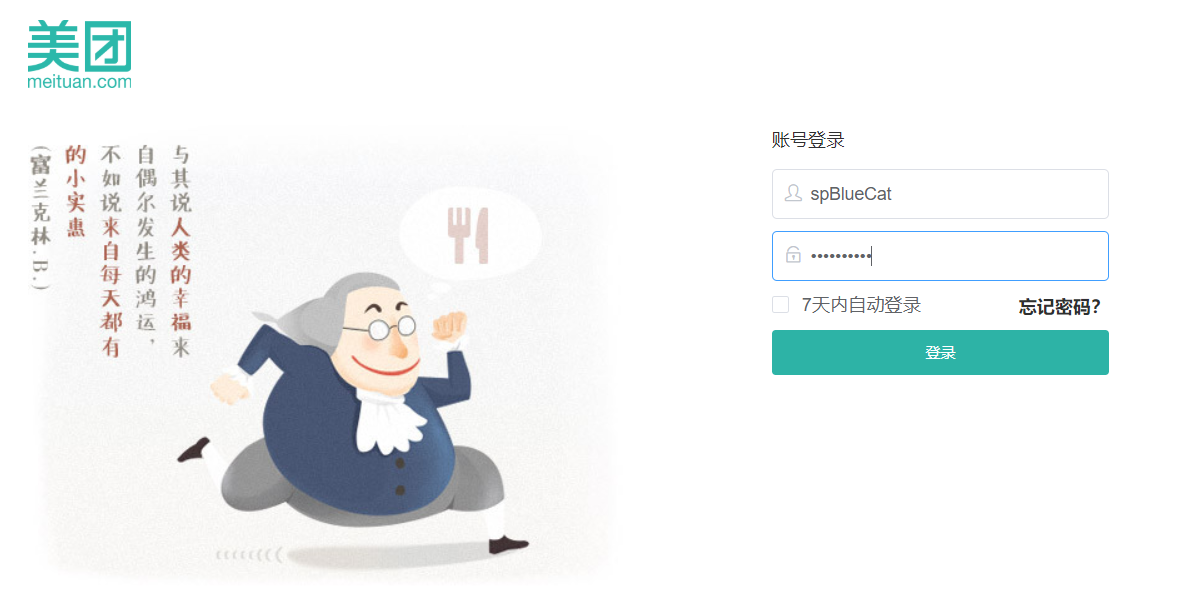 美团
meituan.com
与其说人类的幸福来
自偶尔发生的鸿运，
不如说来自每天都有
的小实惠
(富兰克林.B.)
账号登录
spBlueCat
••••••••••
7天内自动登录
忘记密码?
登录